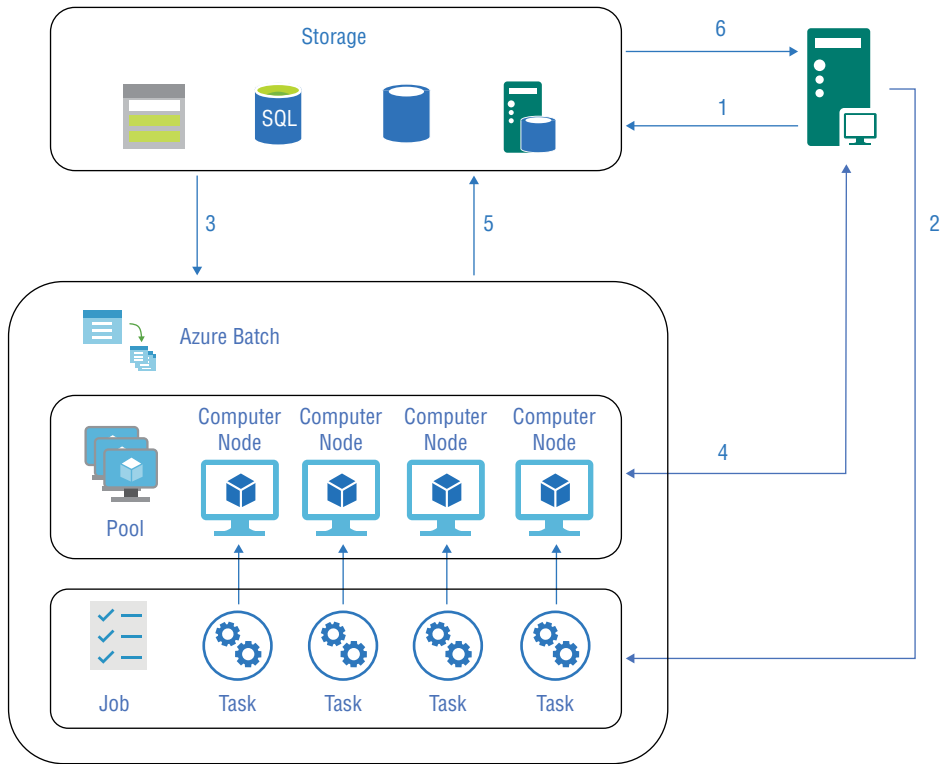 Storage
6
SQL
1
3
5
2
Azure Batch
Computer Computer Computer Computer
Node Node Node Node
4
Pool
Job
Task Task Task Task